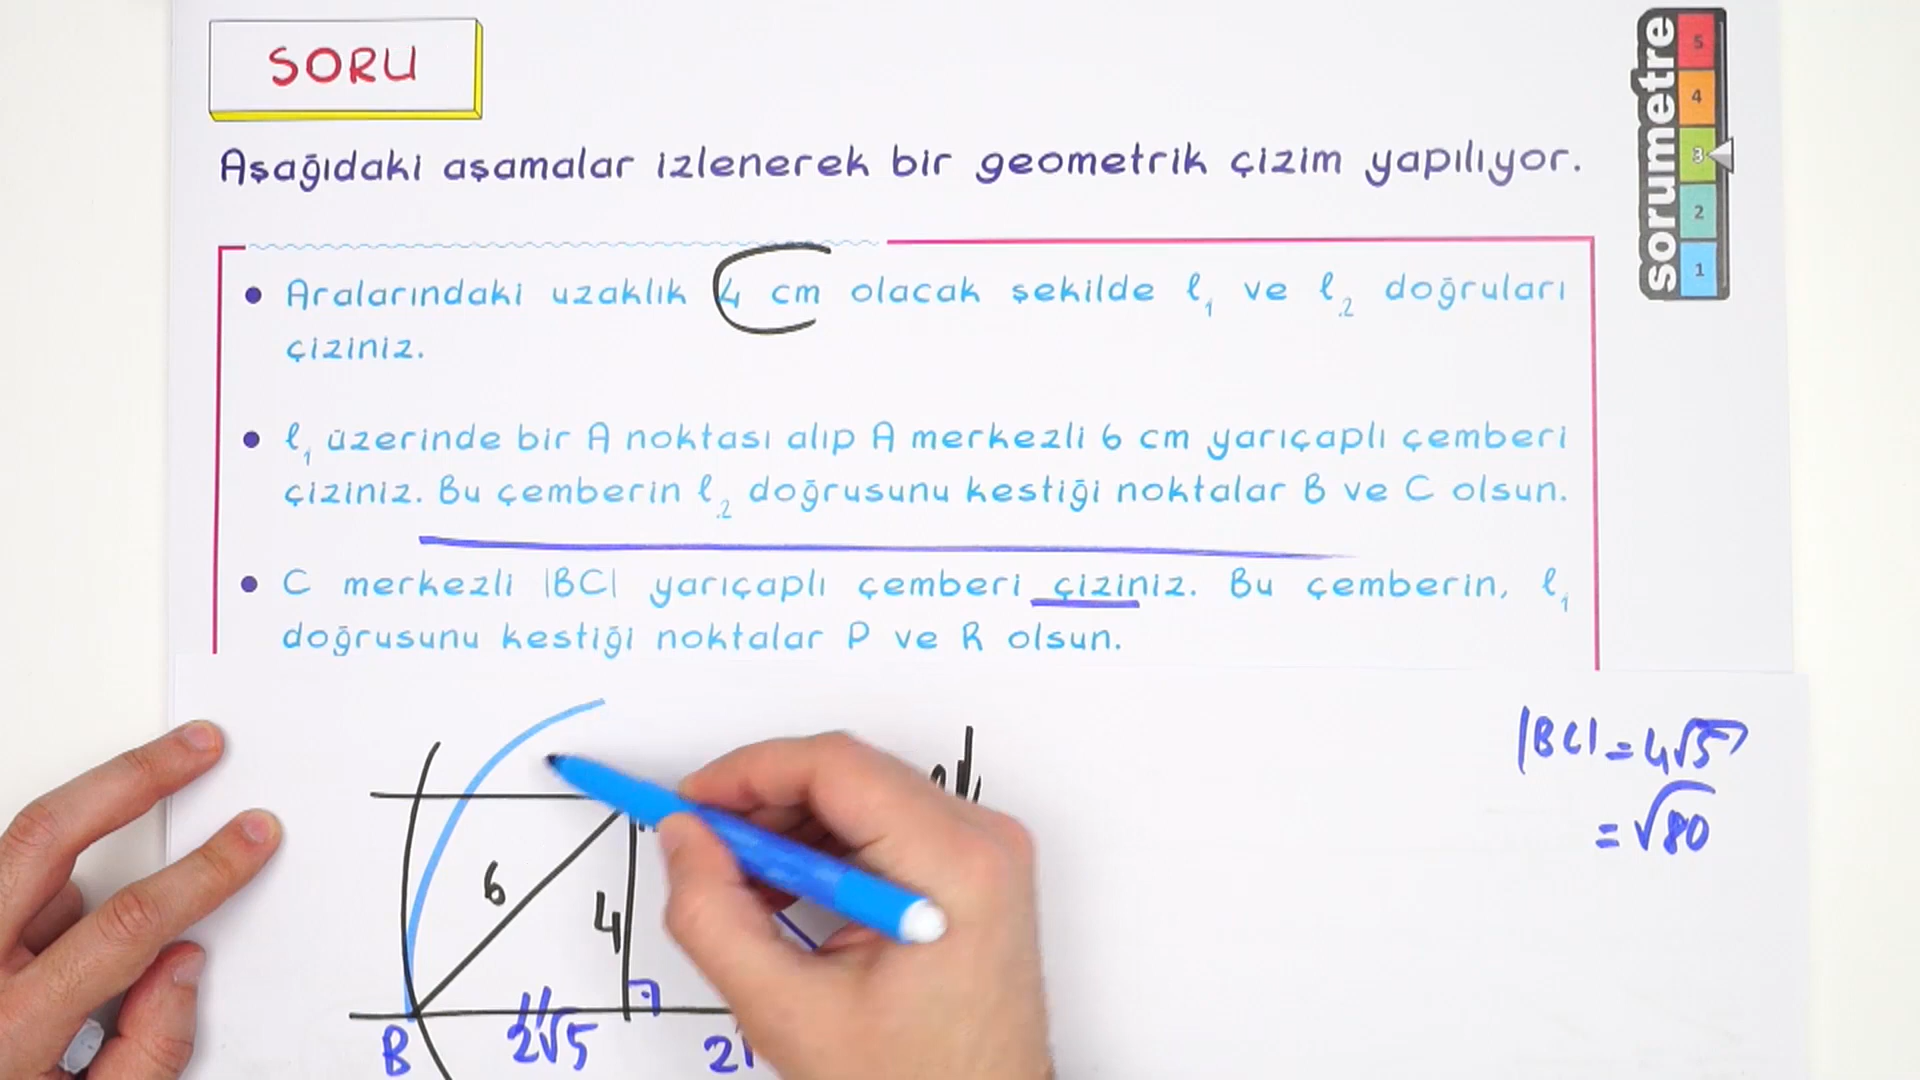 SORU
sorumetre
5
4
3
2
1
Aşağıdaki aşamalar izlenerek bir geometrik çizim yapılıyor.
• Aralarındaki uzaklık 4 cm olacak şekilde ℓ₁ ve ℓ₂ doğruları
çiziniz.
• ℓ₁ üzerinde bir A noktası alıp A merkezli 6 cm yarıçaplı çemberi
çiziniz. Bu çemberin ℓ₂ doğrusunu kestiği noktalar B ve C olsun.
• C merkezli |BC| yarıçaplı çemberi çiziniz. Bu çemberin, ℓ₁
doğrusunu kestiği noktalar P ve R olsun.
|BC| = 4√5
= √80
6
4
B
2√5